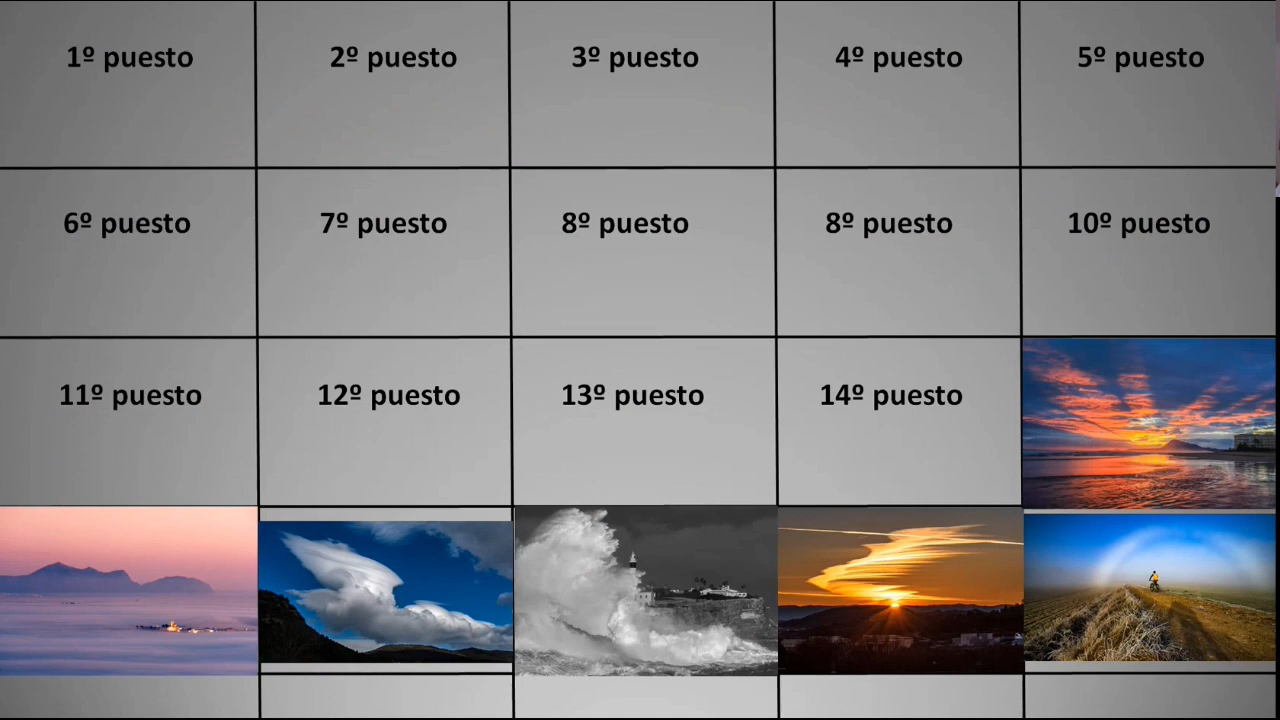 1º puesto
2º puesto
3º puesto
4º puesto
5º puesto
6º puesto
7º puesto
8º puesto
8º puesto
10º puesto
11º puesto
12º puesto
13º puesto
14º puesto